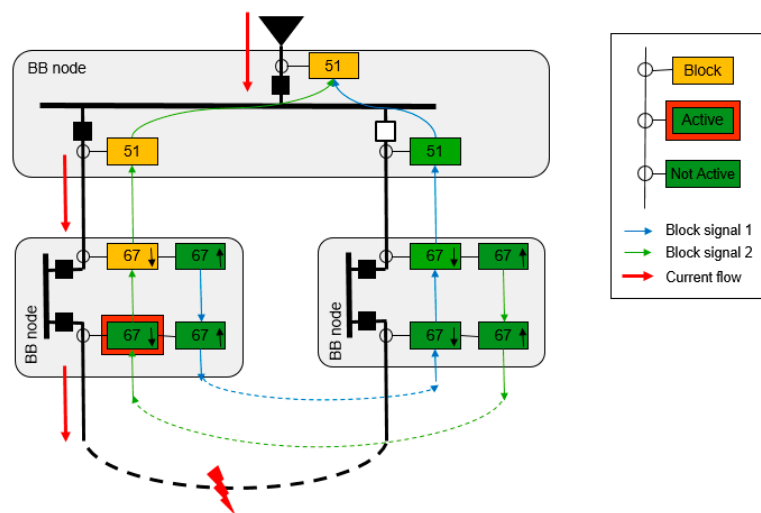 BB node
51
51
51
Block
Active
Not Active
Block signal 1
Block signal 2
Current flow
67
67
67
67
BB node
67
67
67
67
BB node